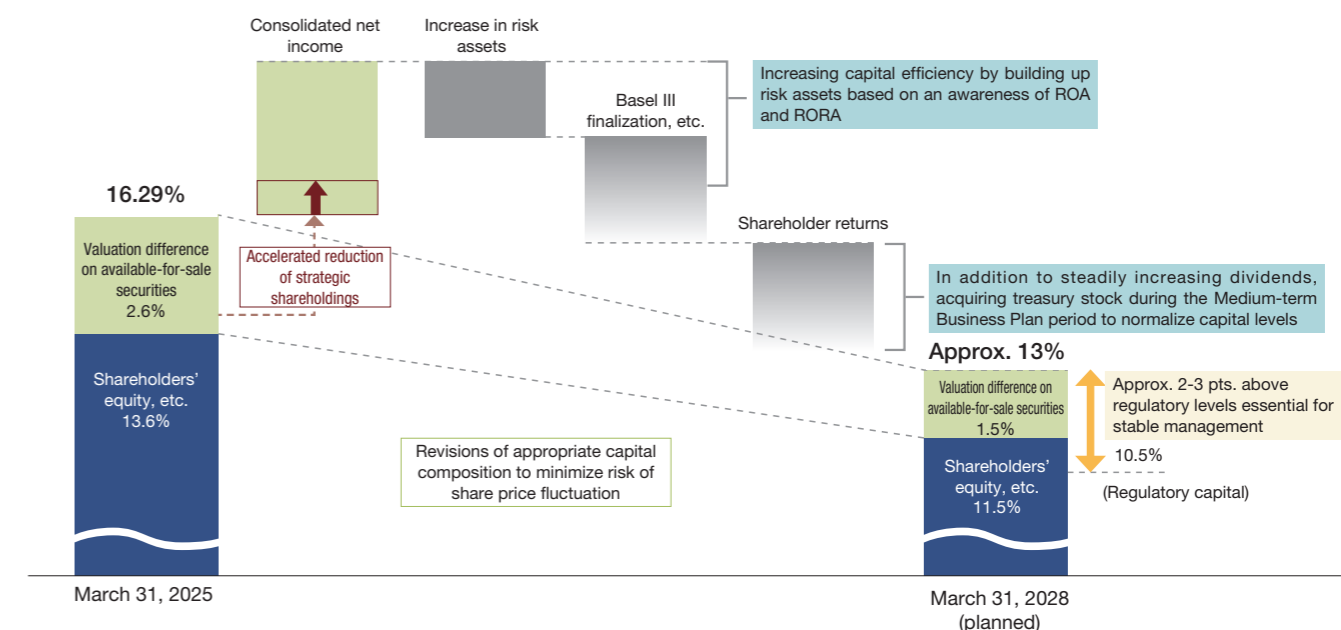 Consolidated net
income
Increase in risk
assets
Basel III
finalization, etc.
Increasing capital efficiency by building up
risk assets based on an awareness of ROA
and RORA
16.29%
Valuation difference
on available-for-sale
securities
2.6%
Accelerated reduction
of strategic
shareholdings
Shareholder returns
In addition to steadily increasing dividends,
acquiring treasury stock during the Medium-term
Business Plan period to normalize capital levels
Shareholders'
equity, etc.
13.6%
Approx. 13%
Valuation difference on
available-for-sale securities
1.5%
Approx. 2-3 pts. above
regulatory levels essential for
stable management
Revisions of appropriate capital
composition to minimize risk of
share price fluctuation
Shareholders'
equity, etc.
11.5%
10.5%
(Regulatory capital)
March 31, 2025
March 31, 2028
(planned)